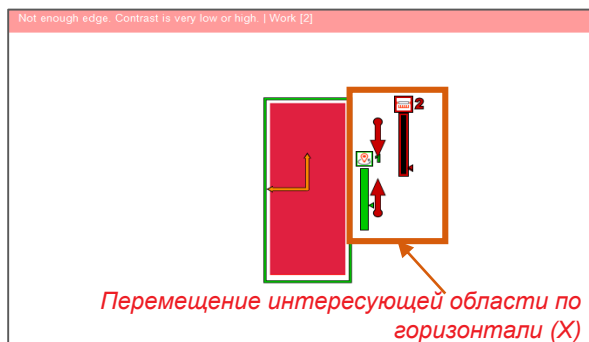 Not enough edge. Contrast is very low or high. | Work [2]
2
1
Перемещение интересующей области по
горизонтали (X)